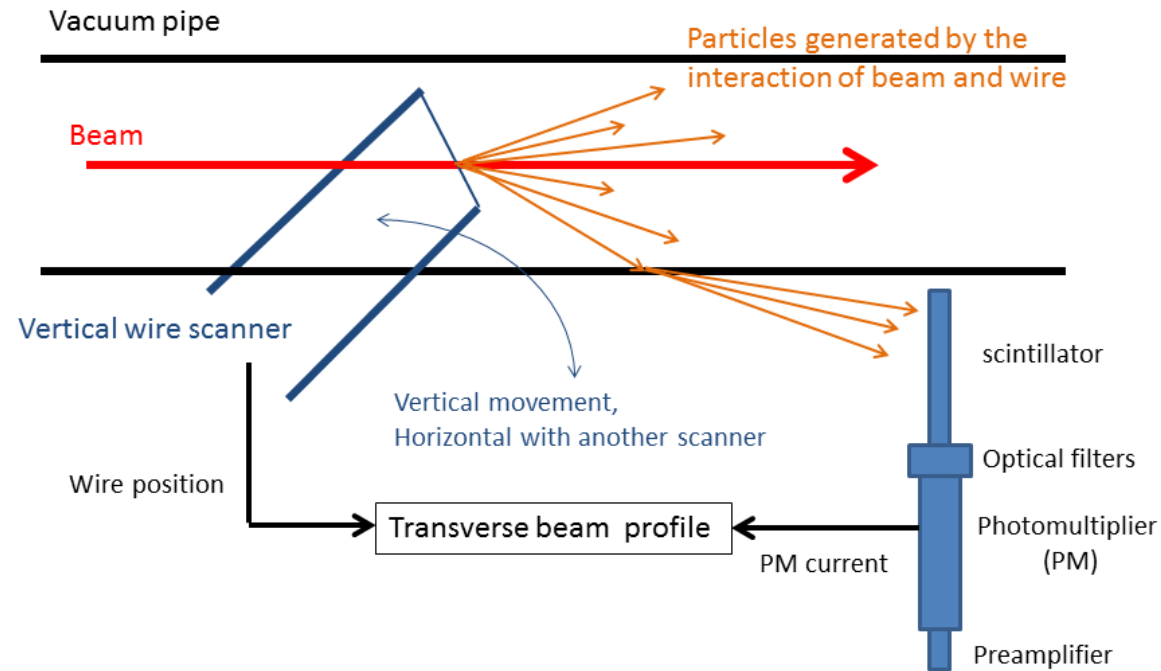 Vacuum pipe
Particles generated by the
interaction of beam and wire
Beam
Vertical wire scanner
scintillator
Vertical movement,
Horizontal with another scanner
Optical filters
Wire position
Transverse beam profile
Photomultiplier
(PM)
PM current
Preamplifier